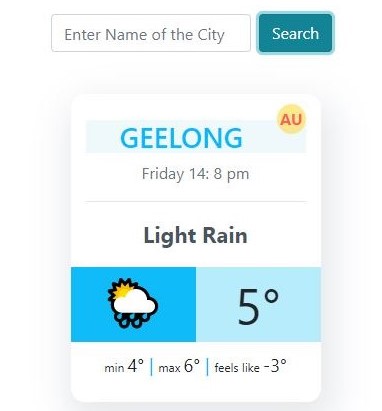 Enter Name of the City Search
AU
GEELONG
Friday 14: 8 pm
Light Rain
5°
min 4° | max 6° | feels like -3°